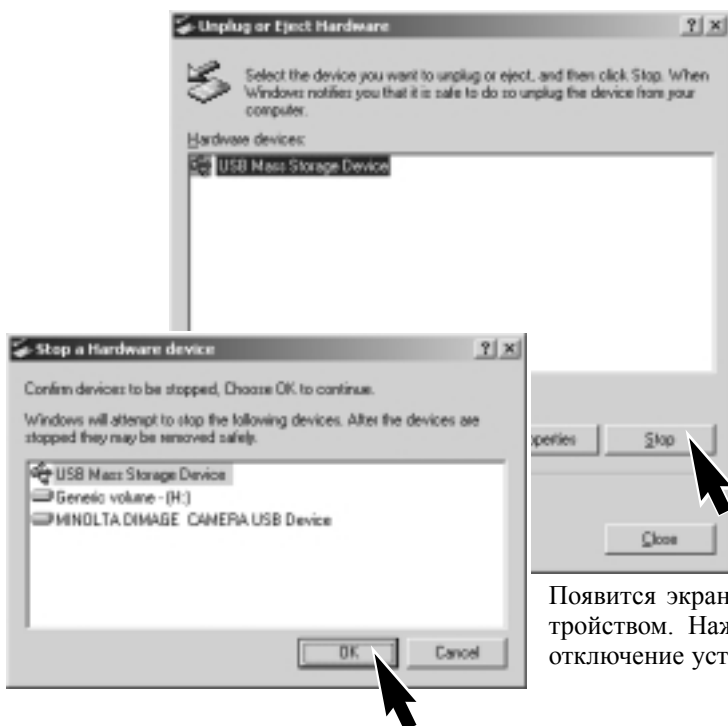 Unplug or Eject Hardware
Select the device you want to unplug or eject, and then click Stop. When
Windows notifies you that it is safe to do so unplug the device from your
computer.
Hardware devices:
USB Mass Storage Device
Stop
Close
Stop a Hardware device
Confirm devices to be stopped, Choose OK to continue.
Windows will attempt to stop the following devices. After the devices are
stopped they may be removed safely.
USB Mass Storage Device
Generic volume - (H:)
MINOLTA DIMAGE CAMERA USB Device
OK
Cancel
Появится экран
тройством. Наж
отключение уст